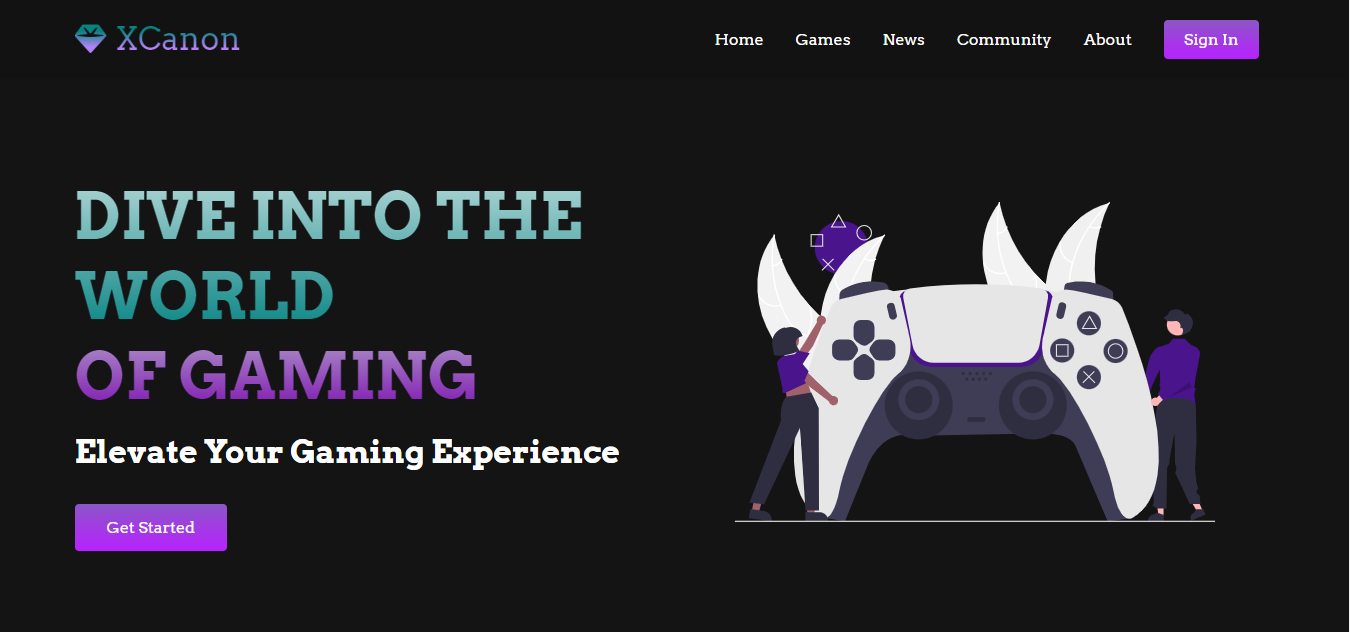 XCanon
Home
Games
News
Community
About
Sign In
DIVE INTO THE
WORLD
OF GAMING
Elevate Your Gaming Experience
Get Started